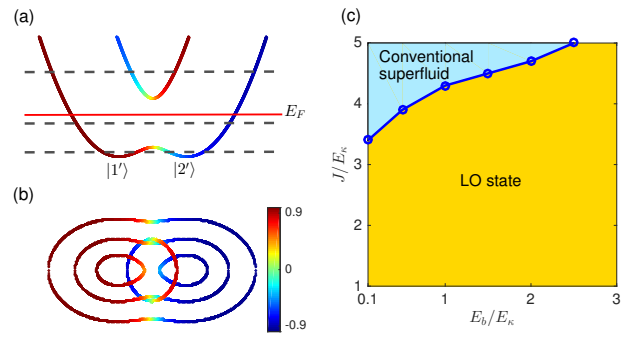 (a)
E_F
|1'⟩
|2'⟩
(b)
0.9
0
-0.9
(c)
5
4
3
2
1
J/E_κ
Conventional
superfluid
LO state
0.1
1
2
3
E_b/E_κ